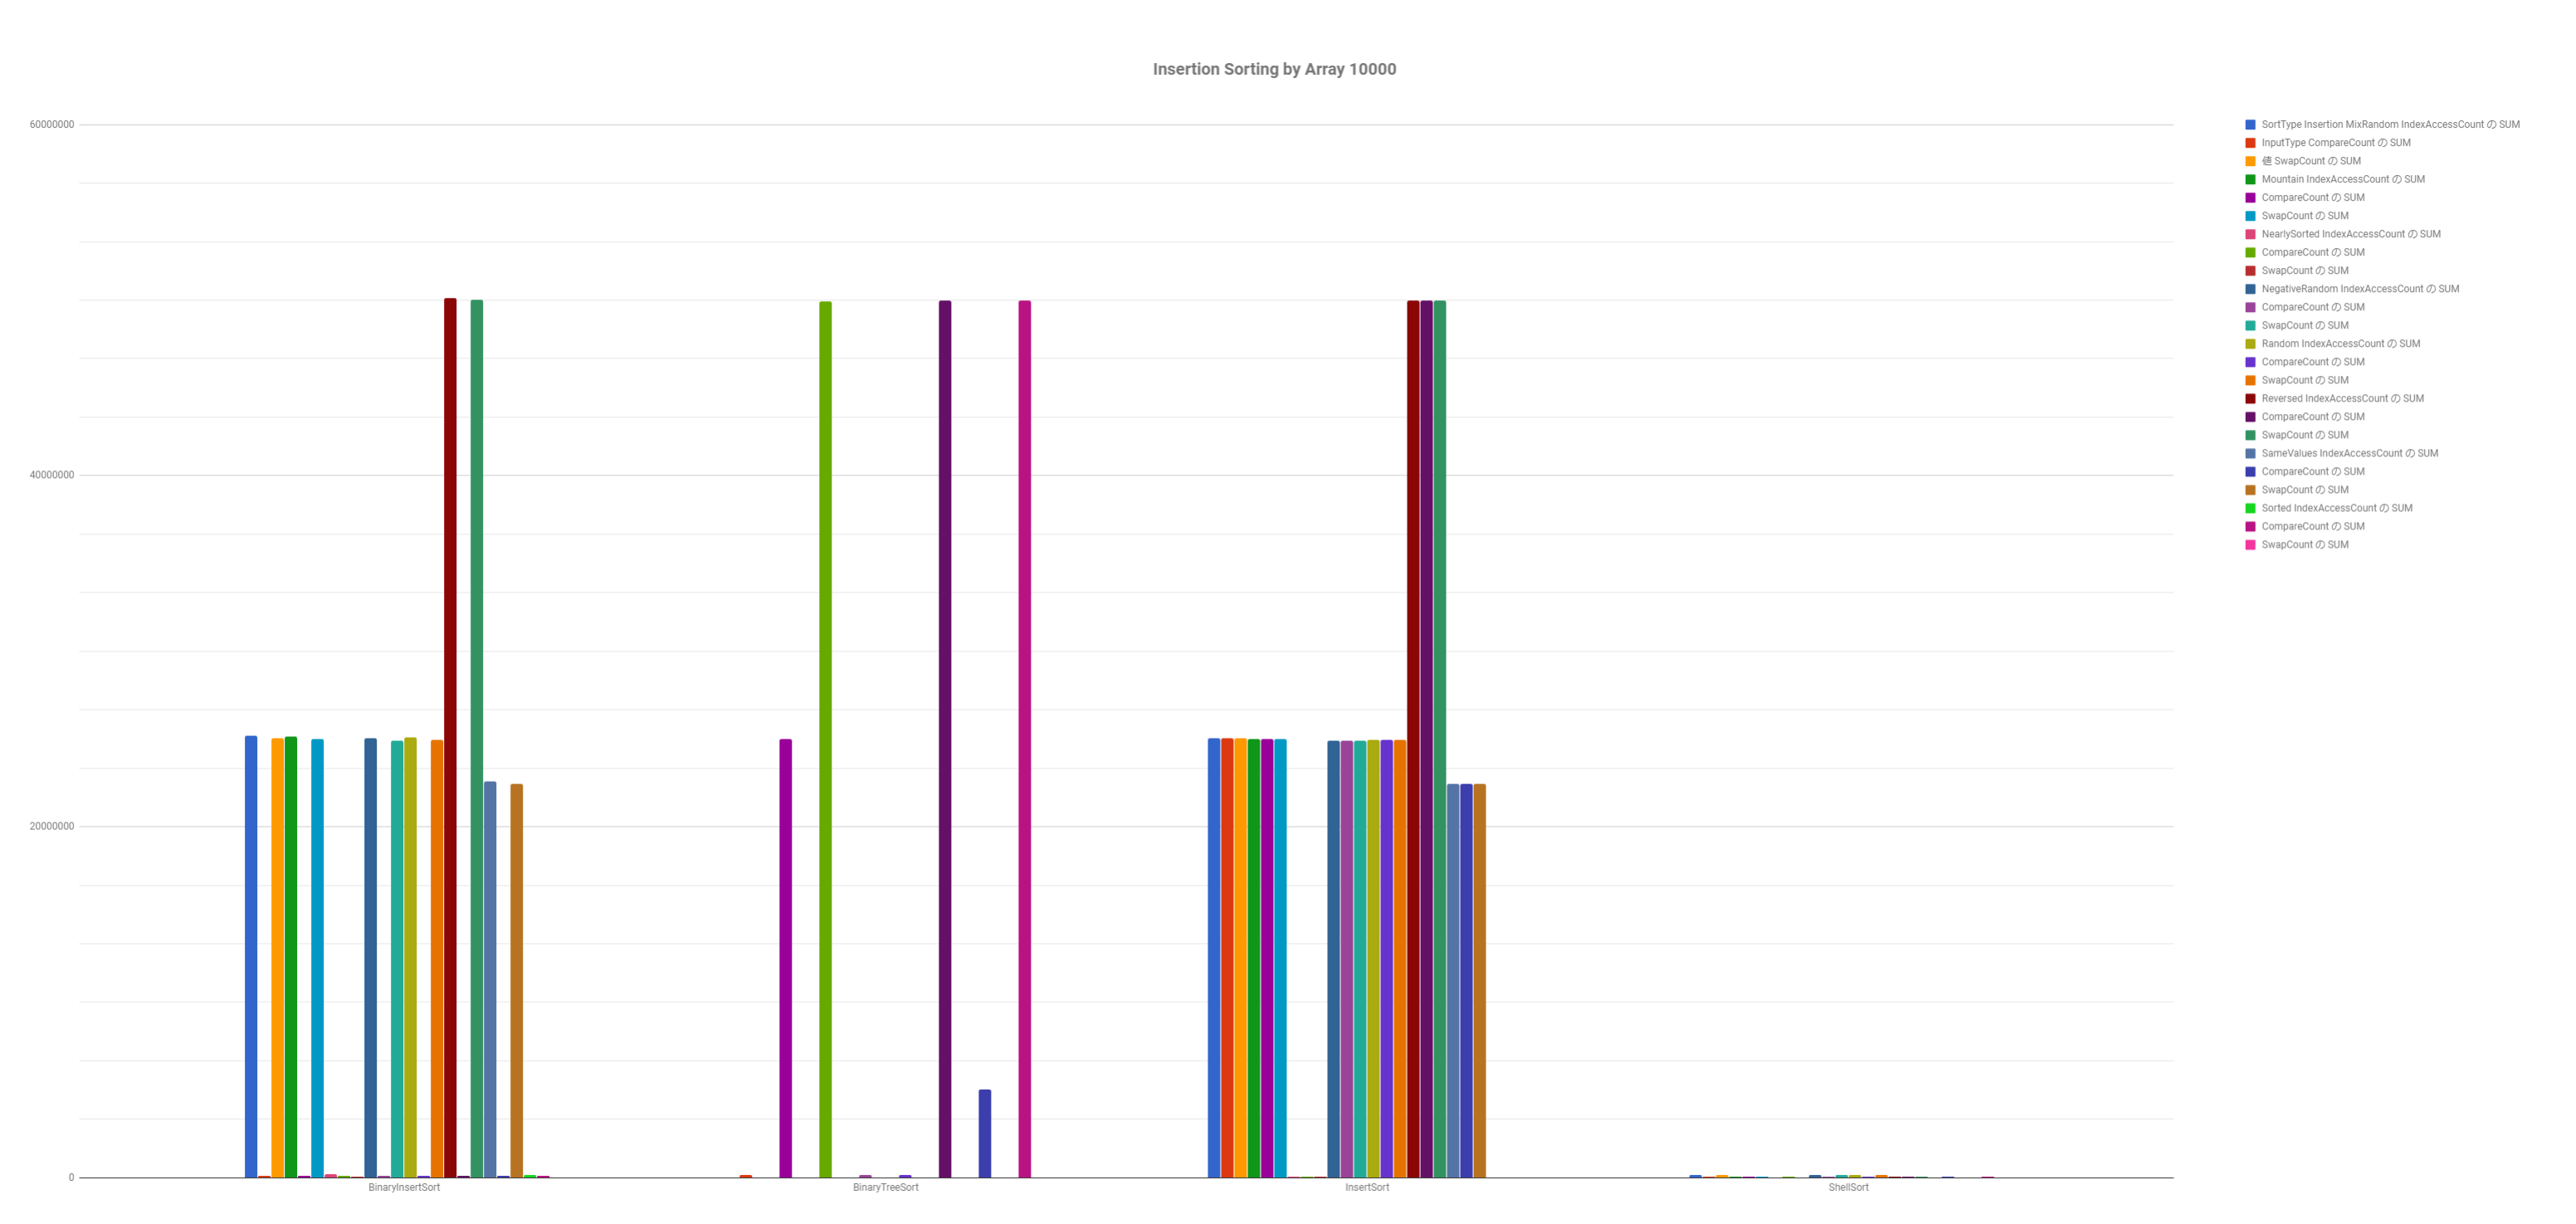 Insertion Sorting by Array 10000
60000000
40000000
20000000
0
BinaryInsertSort
BinaryTreeSort
InsertSort
ShellSort
SortType Insertion MixRandom IndexAccessCount の SUM
InputType CompareCount の SUM
値 SwapCount の SUM
Mountain IndexAccessCount の SUM
CompareCount の SUM
SwapCount の SUM
NearlySorted IndexAccessCount の SUM
CompareCount の SUM
SwapCount の SUM
NegativeRandom IndexAccessCount の SUM
CompareCount の SUM
SwapCount の SUM
Random IndexAccessCount の SUM
CompareCount の SUM
SwapCount の SUM
Reversed IndexAccessCount の SUM
CompareCount の SUM
SwapCount の SUM
SameValues IndexAccessCount の SUM
CompareCount の SUM
SwapCount の SUM
Sorted IndexAccessCount の SUM
CompareCount の SUM
SwapCount の SUM